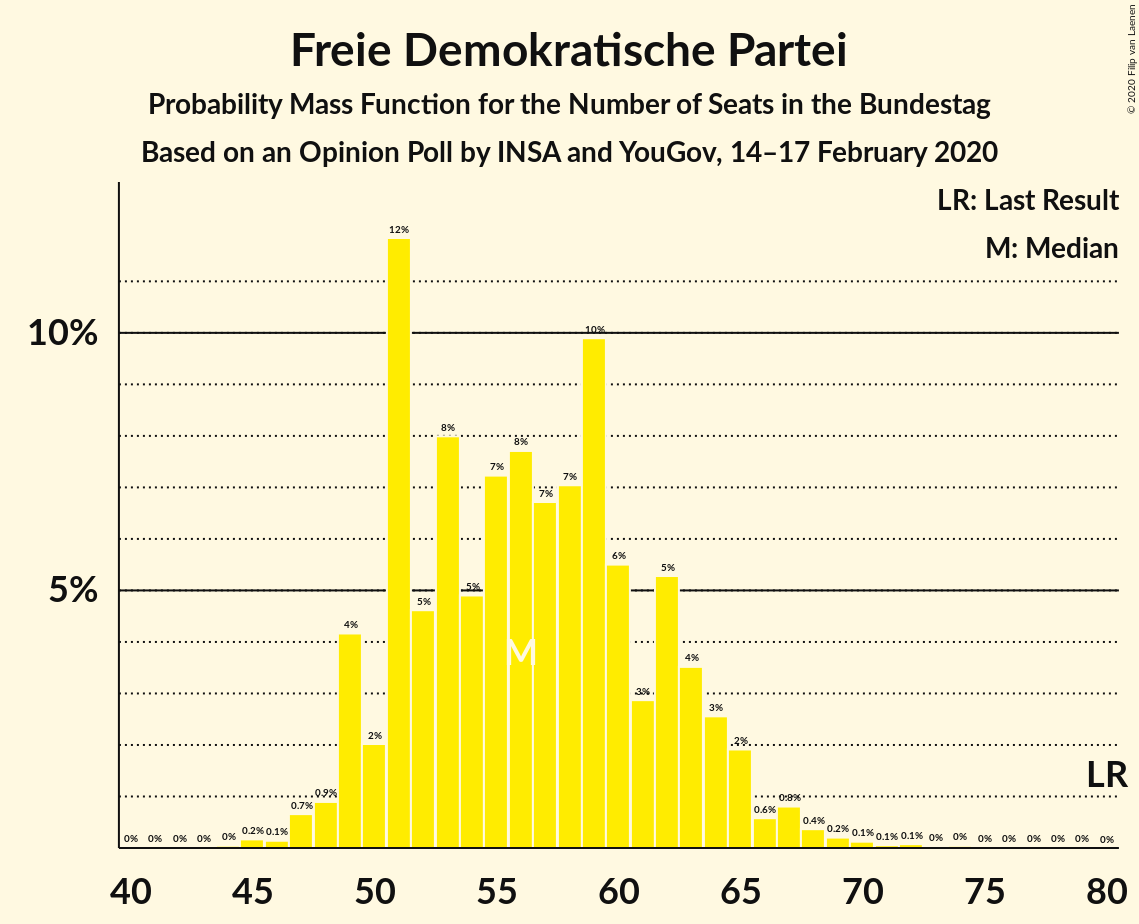 Freie Demokratische Partei
Probability Mass Function for the Number of Seats in the Bundestag
Based on an Opinion Poll by INSA and YouGov, 14–17 February 2020
© 2020 Filip van Laenen
LR: Last Result
M: Median
10%
5%
0% 0% 0% 0% 0% 0.2% 0.1% 0.7% 0.9% 4% 2% 12% 5% 8% 5% 7% 8% 7% 7% 10% 6% 3% 5% 4% 3% 2% 0.6% 0.8% 0.4% 0.2% 0.1% 0.1% 0.1% 0% 0% 0% 0% 0% 0% 0% 0%
M
LR
40 45 50 55 60 65 70 75 80